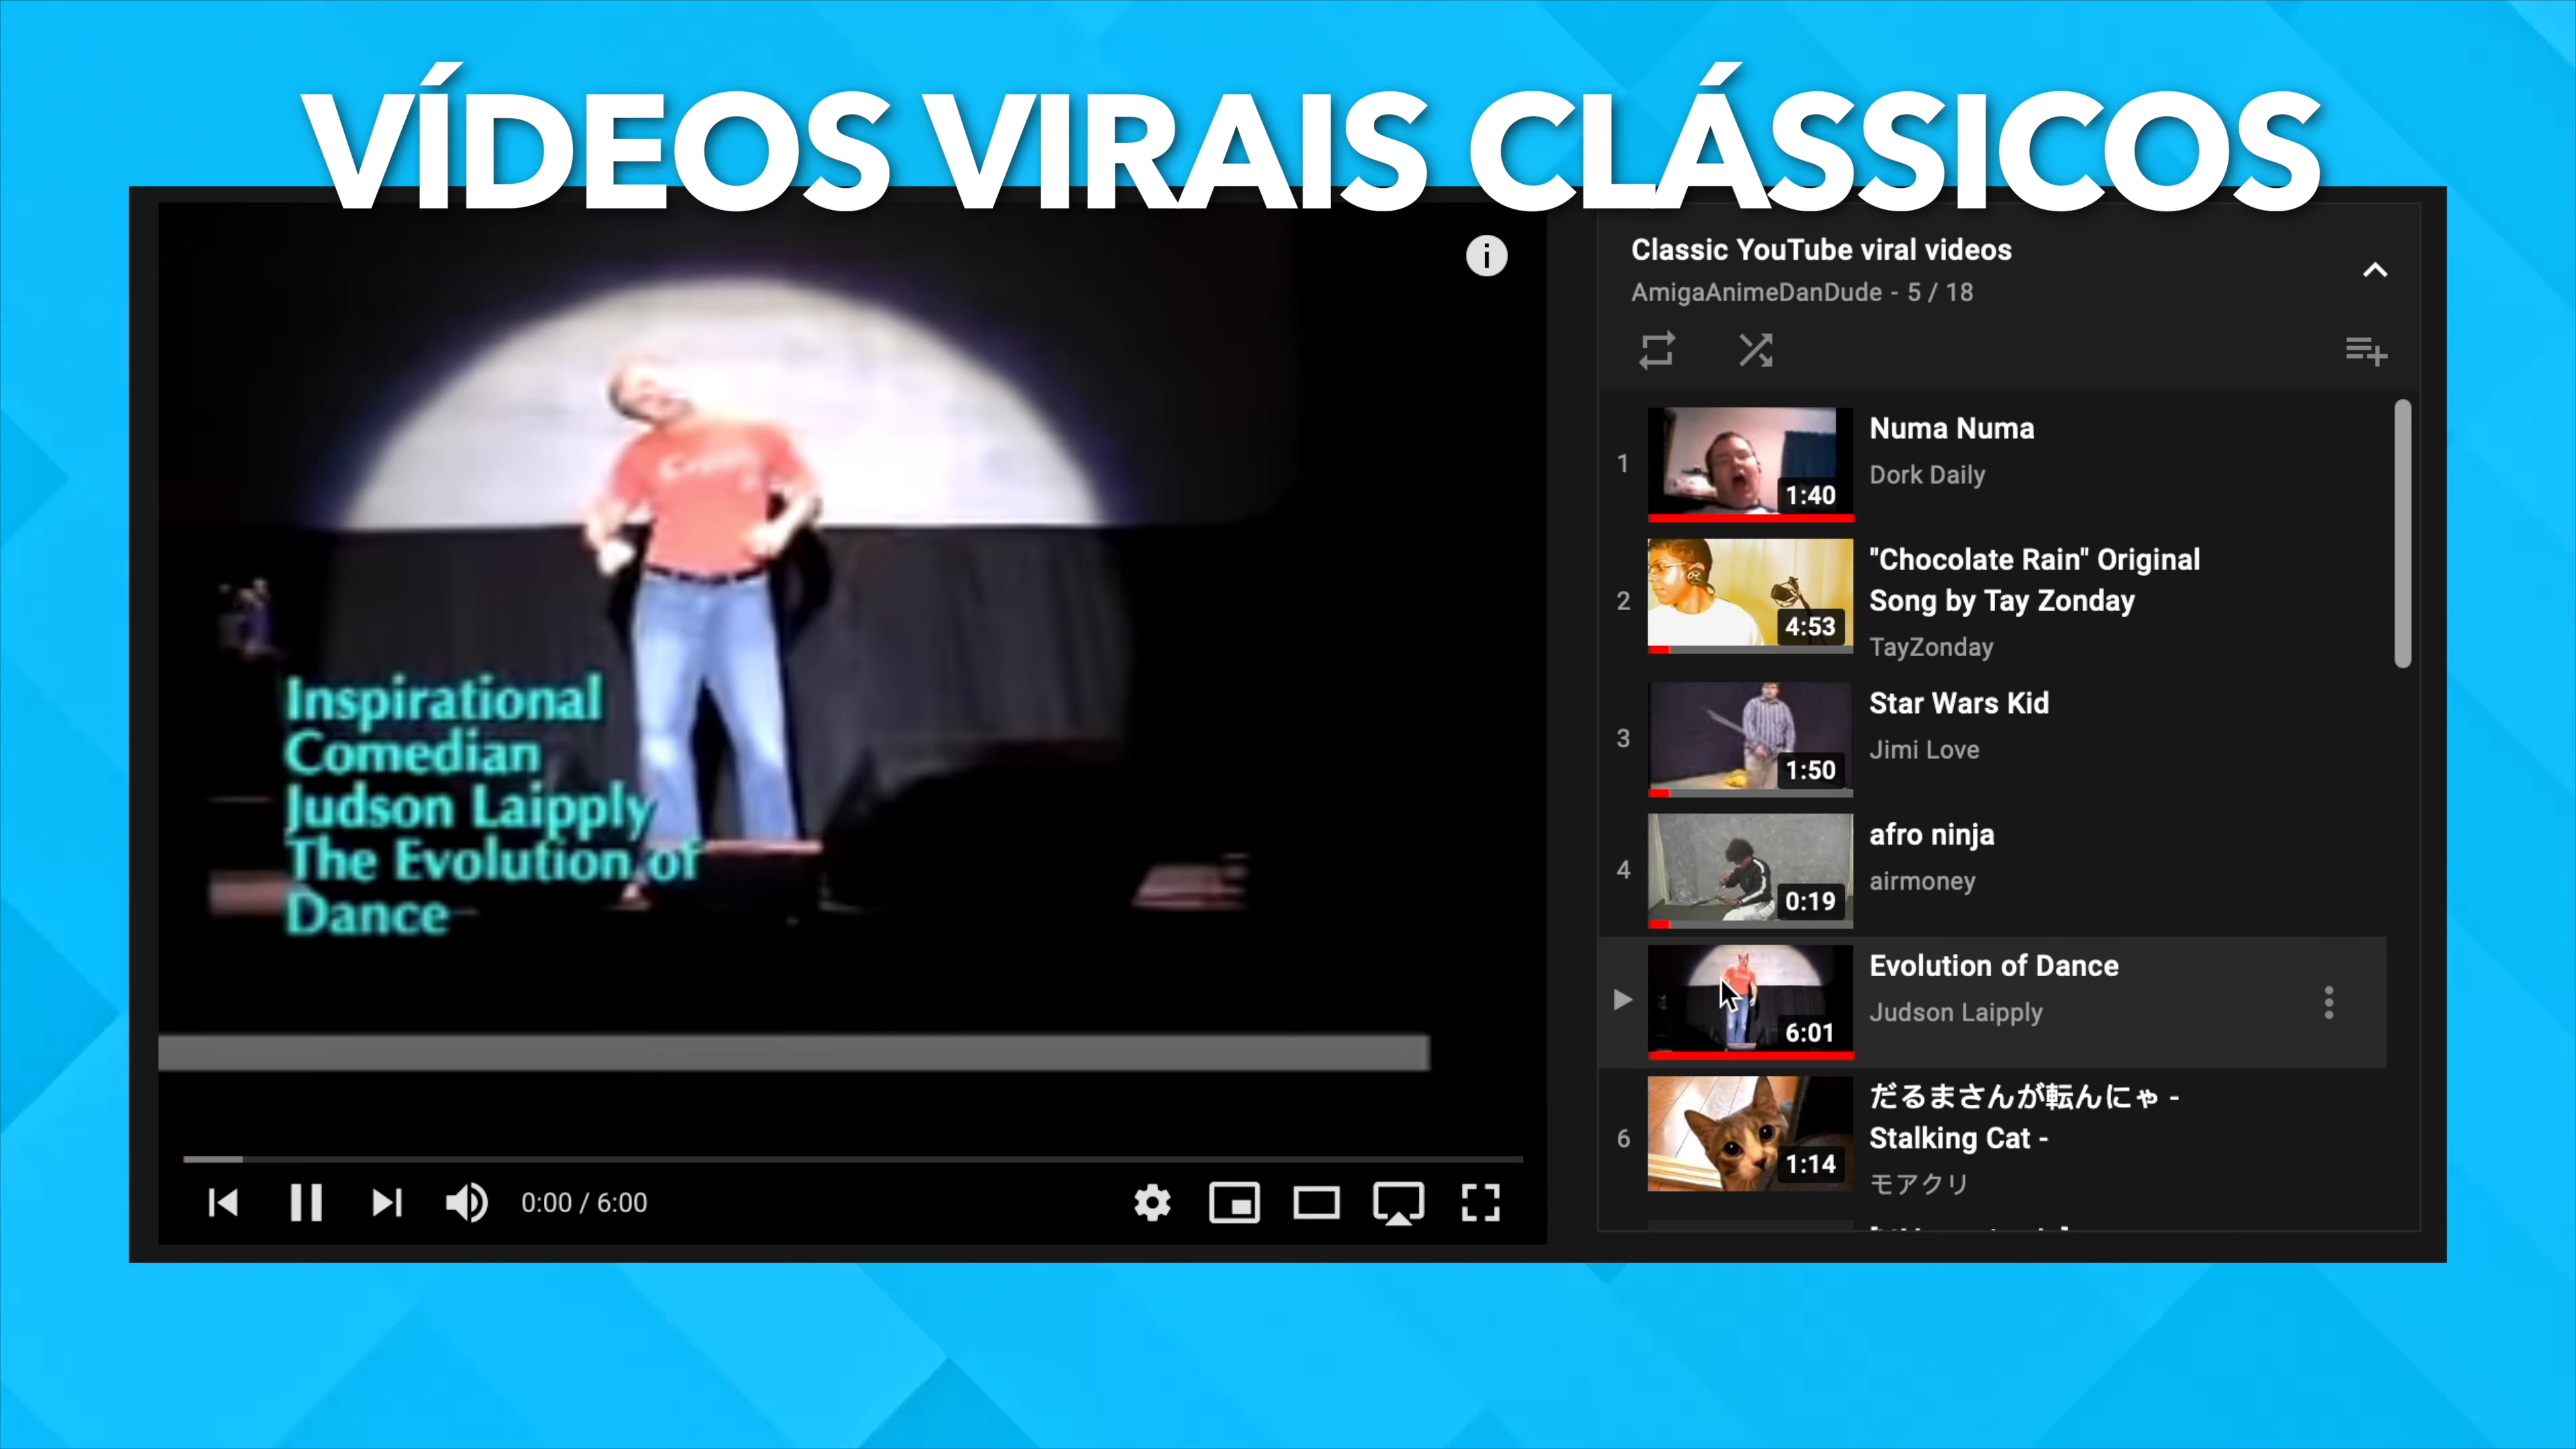 VÍDEOS VIRAIS CLÁSSICOS
Inspirational
Comedian
Judson Laipply
The Evolution of
Dance
0:00 / 6:00
Classic YouTube viral videos
AmigaAnimeDanDude - 5 / 18
1
1:40
Numa Numa
Dork Daily
2
4:53
"Chocolate Rain" Original
Song by Tay Zonday
TayZonday
3
1:50
Star Wars Kid
Jimi Love
4
0:19
afro ninja
airmoney
6:01
Evolution of Dance
Judson Laipply
6
1:14
だるまさんが転んにゃ -
Stalking Cat -
モアクリ